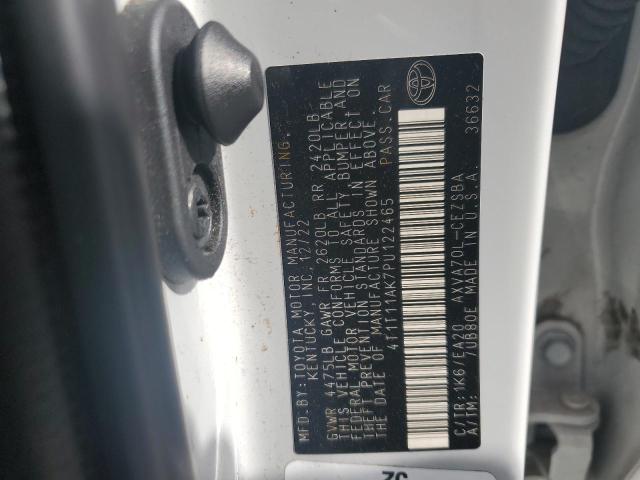 MFD.BY: TOYOTA MOTOR MANUFACTURING,
KENTUCKY, INC. 12/22
GVWR 4475LB GAWR FR 2620LB RR 2420LB
THIS VEHICLE CONFORMS TO ALL APPLICABLE
FEDERAL MOTOR VEHICLE SAFETY, BUMPER, AND
THEFT PREVENTION STANDARDS IN EFFECT ON
THE DATE OF MANUFACTURE SHOWN ABOVE.
4T1T11AK7PU122465 PASS.CAR
C/TR: 1K6/EA20 AXVA70L-CEZSBA
A/TM: /UB80E MADE IN U.S.A. 36632